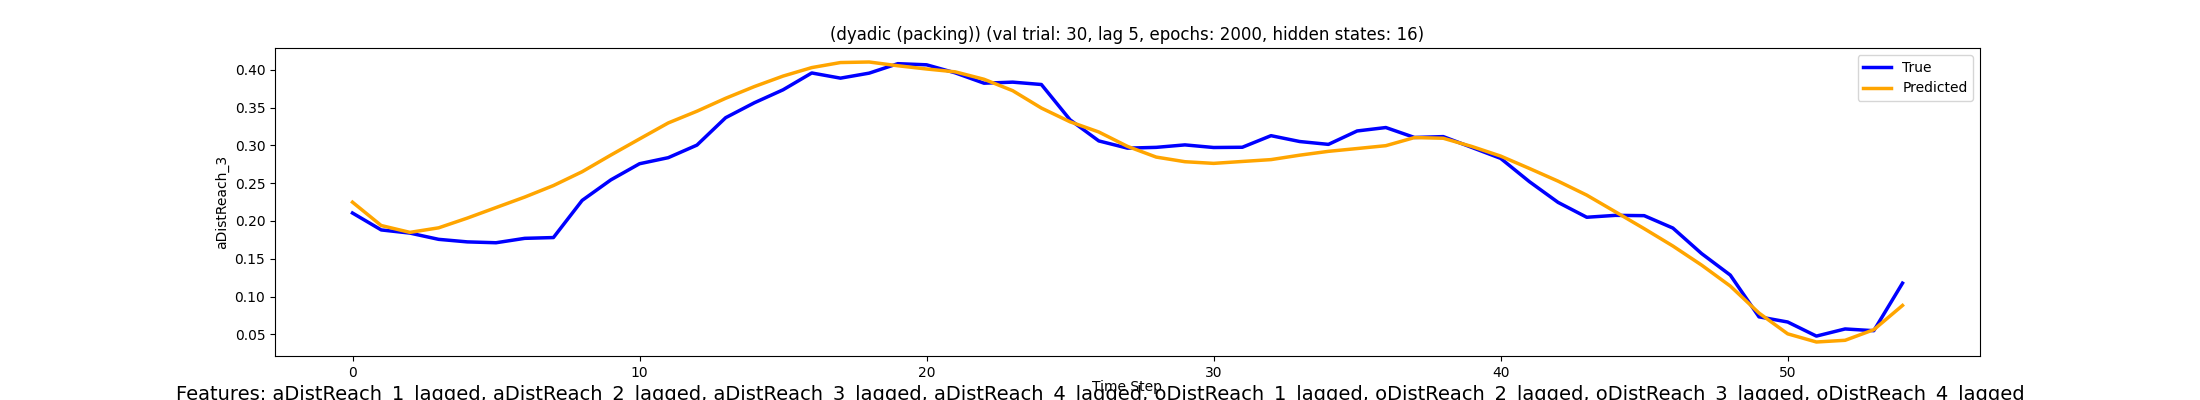 (dyadic (packing)) (val trial: 30, lag 5, epochs: 2000, hidden states: 16)
True
Predicted
aDistReach_3
0.40
0.35
0.30
0.25
0.20
0.15
0.10
0.05
0 10 20 30 40 50
Time Step
Features: aDistReach_1_lagged, aDistReach_2_lagged, aDistReach_3_lagged, aDistReach_4_lagged, oDistReach_1_lagged, oDistReach_2_lagged, oDistReach_3_lagged, oDistReach_4_lagged